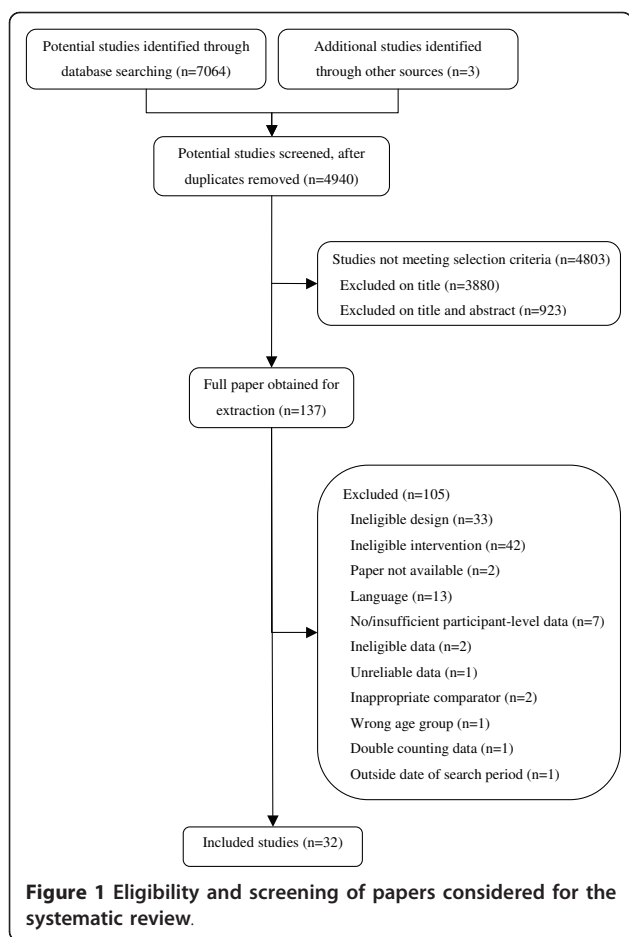 Potential studies identified through
database searching (n=7064)
Additional studies identified
through other sources (n=3)
Potential studies screened, after
duplicates removed (n=4940)
Studies not meeting selection criteria (n=4803)
Excluded on title (n=3880)
Excluded on title and abstract (n=923)
Full paper obtained for
extraction (n=137)
Excluded (n=105)
Ineligible design (n=33)
Ineligible intervention (n=42)
Paper not available (n=2)
Language (n=13)
No/insufficient participant-level data (n=7)
Ineligible data (n=2)
Unreliable data (n=1)
Inappropriate comparator (n=2)
Wrong age group (n=1)
Double counting data (n=1)
Outside date of search period (n=1)
Included studies (n=32)
Figure 1 Eligibility and screening of papers considered for the
systematic review.